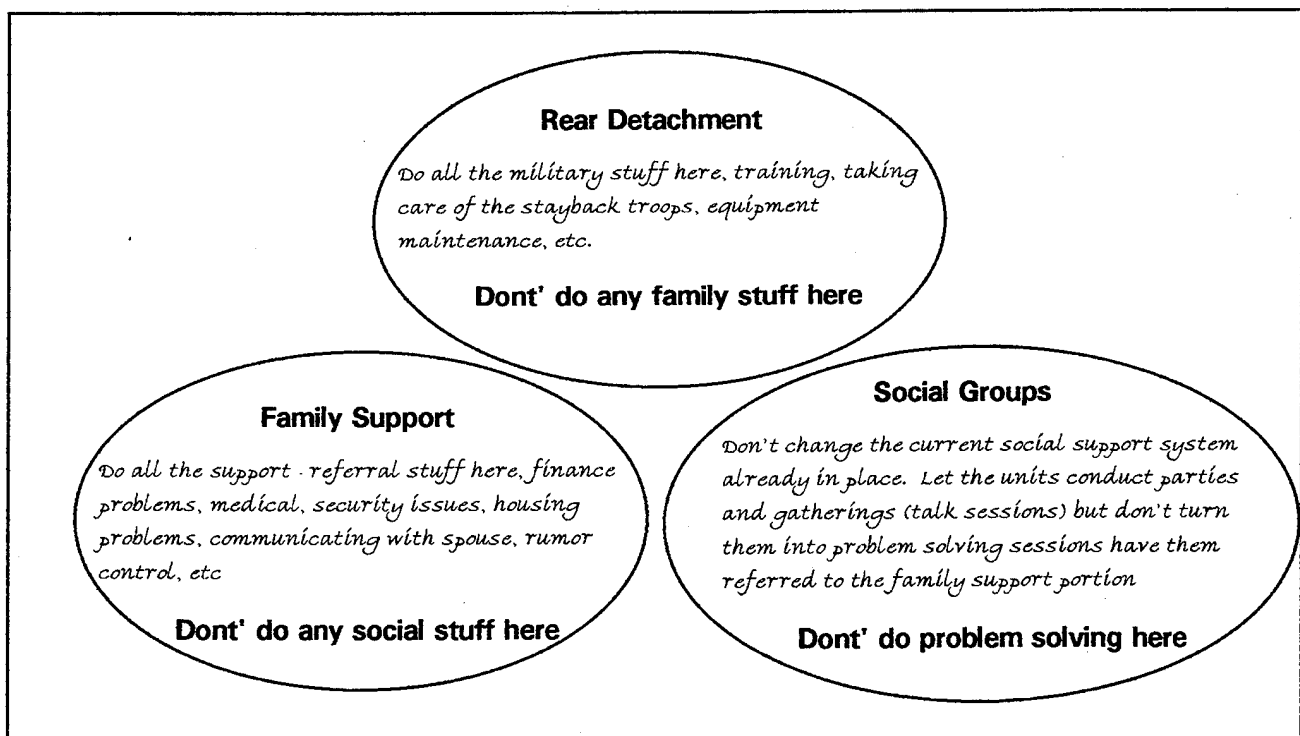 Rear Detachment
Do all the military stuff here, training, taking
care of the stayback troops, equipment
maintenance, etc.
Dont' do any family stuff here
Family Support
Do all the support - referral stuff here, finance
problems, medical, security issues, housing
problems, communicating with spouse, rumor
control, etc
Dont' do any social stuff here
Social Groups
Don't change the current social support system
already in place. Let the units conduct parties
and gatherings (talk sessions) but don't turn
them into problem solving sessions have them
referred to the family support portion
Dont' do problem solving here